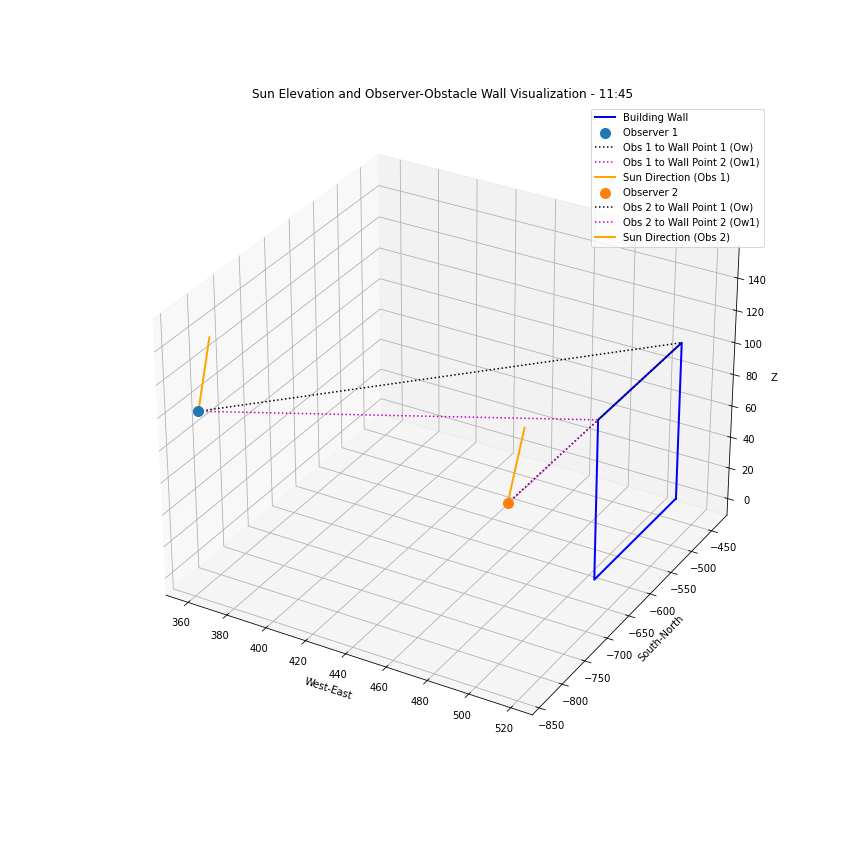 Sun Elevation and Observer-Obstacle Wall Visualization - 11:45
Building Wall
Observer 1
Obs 1 to Wall Point 1 (Ow)
Obs 1 to Wall Point 2 (Ow1)
Sun Direction (Obs 1)
Observer 2
Obs 2 to Wall Point 1 (Ow)
Obs 2 to Wall Point 2 (Ow1)
Sun Direction (Obs 2)
140
120
100
80
60
40
20
0
Z
−450
−500
−550
−600
−650
−700
−750
−800
−850
South-North
360
380
400
420
440
460
480
500
520
West-East